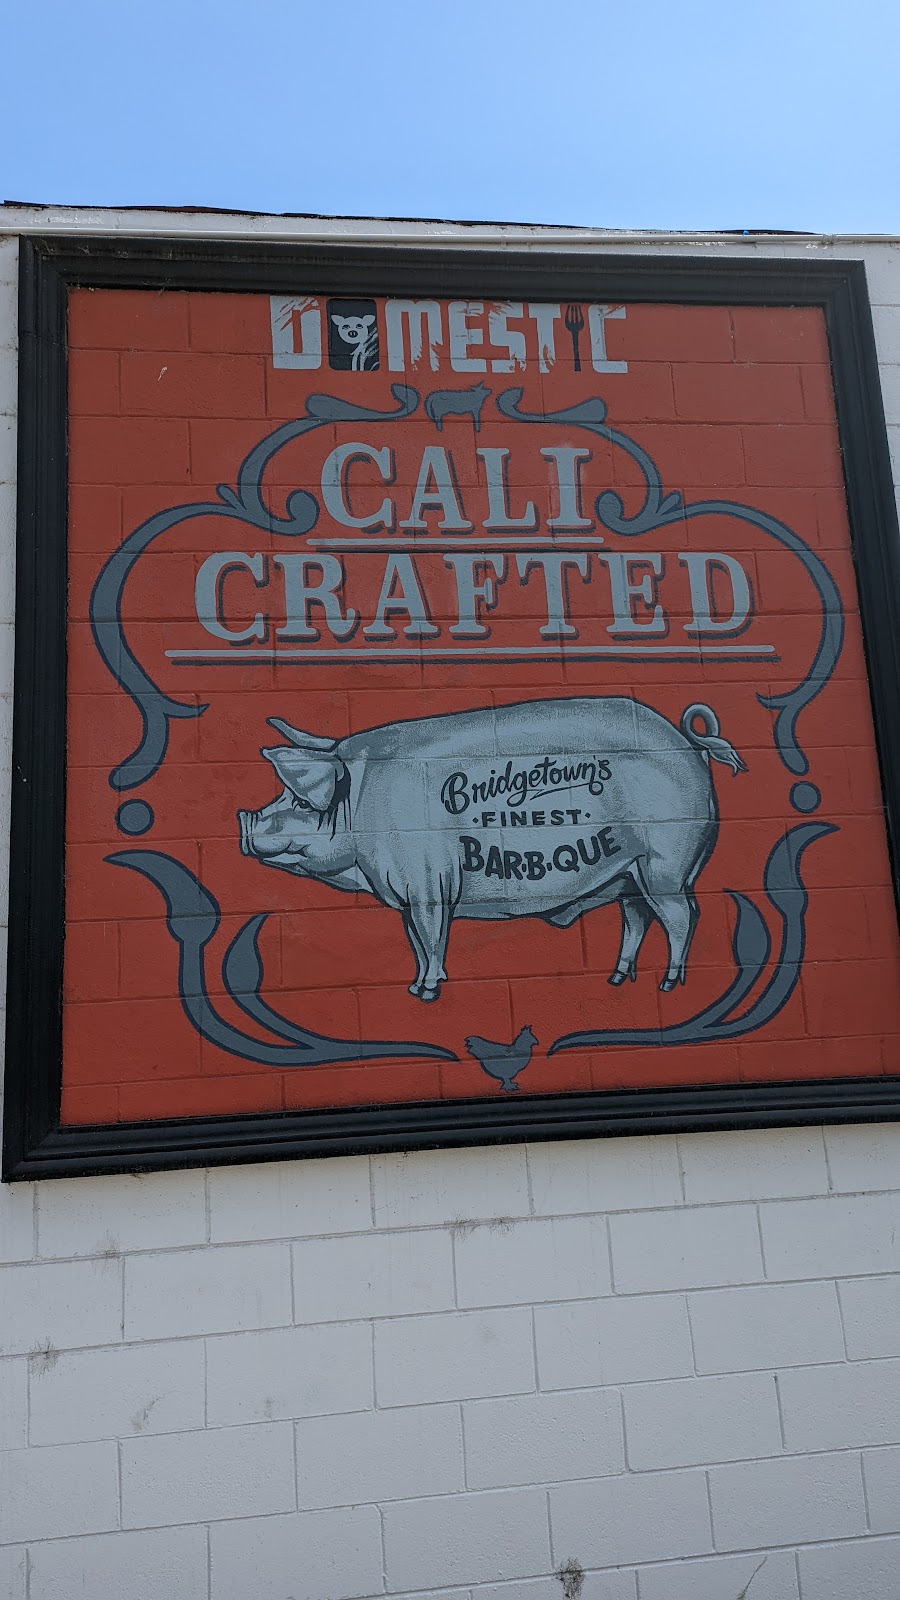 DOMESTIC
CALI
CRAFTED
Bridgetown's
·FINEST·
BAR·B·QUE